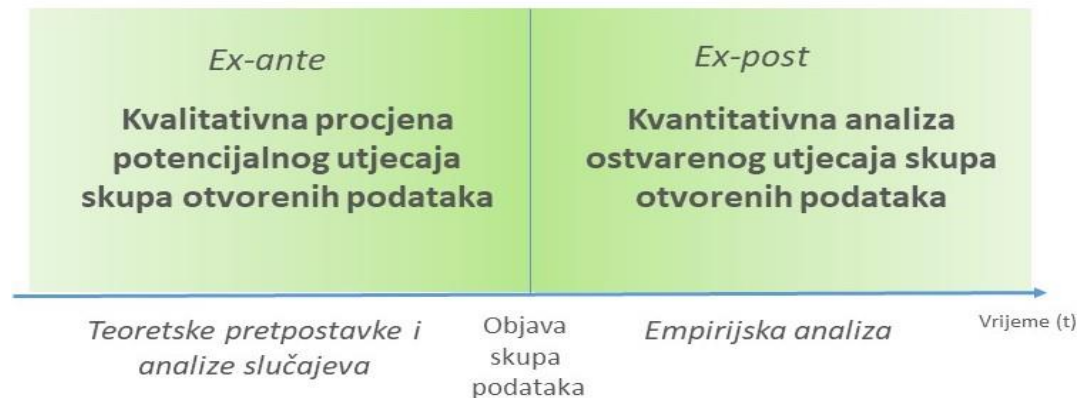 Ex-ante
Kvalitativna procjena
potencijalnog utjecaja
skupa otvorenih podataka
Ex-post
Kvantitativna analiza
ostvarenog utjecaja skupa
otvorenih podataka
Teoretske pretpostavke i
analize slučajeva
Objava
skupa
podataka
Empirijska analiza
Vrijeme (t)